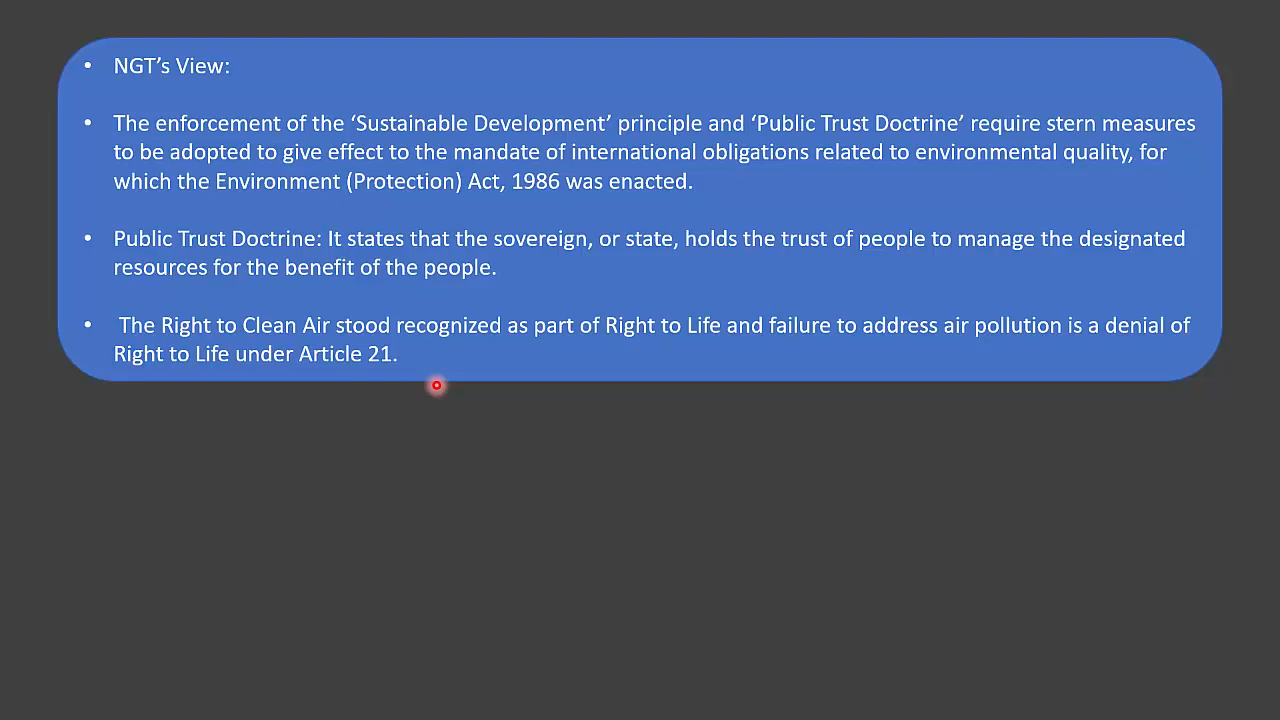 • NGT’s View:
• The enforcement of the ‘Sustainable Development’ principle and ‘Public Trust Doctrine’ require stern measures
to be adopted to give effect to the mandate of international obligations related to environmental quality, for
which the Environment (Protection) Act, 1986 was enacted.
• Public Trust Doctrine: It states that the sovereign, or state, holds the trust of people to manage the designated
resources for the benefit of the people.
• The Right to Clean Air stood recognized as part of Right to Life and failure to address air pollution is a denial of
Right to Life under Article 21.